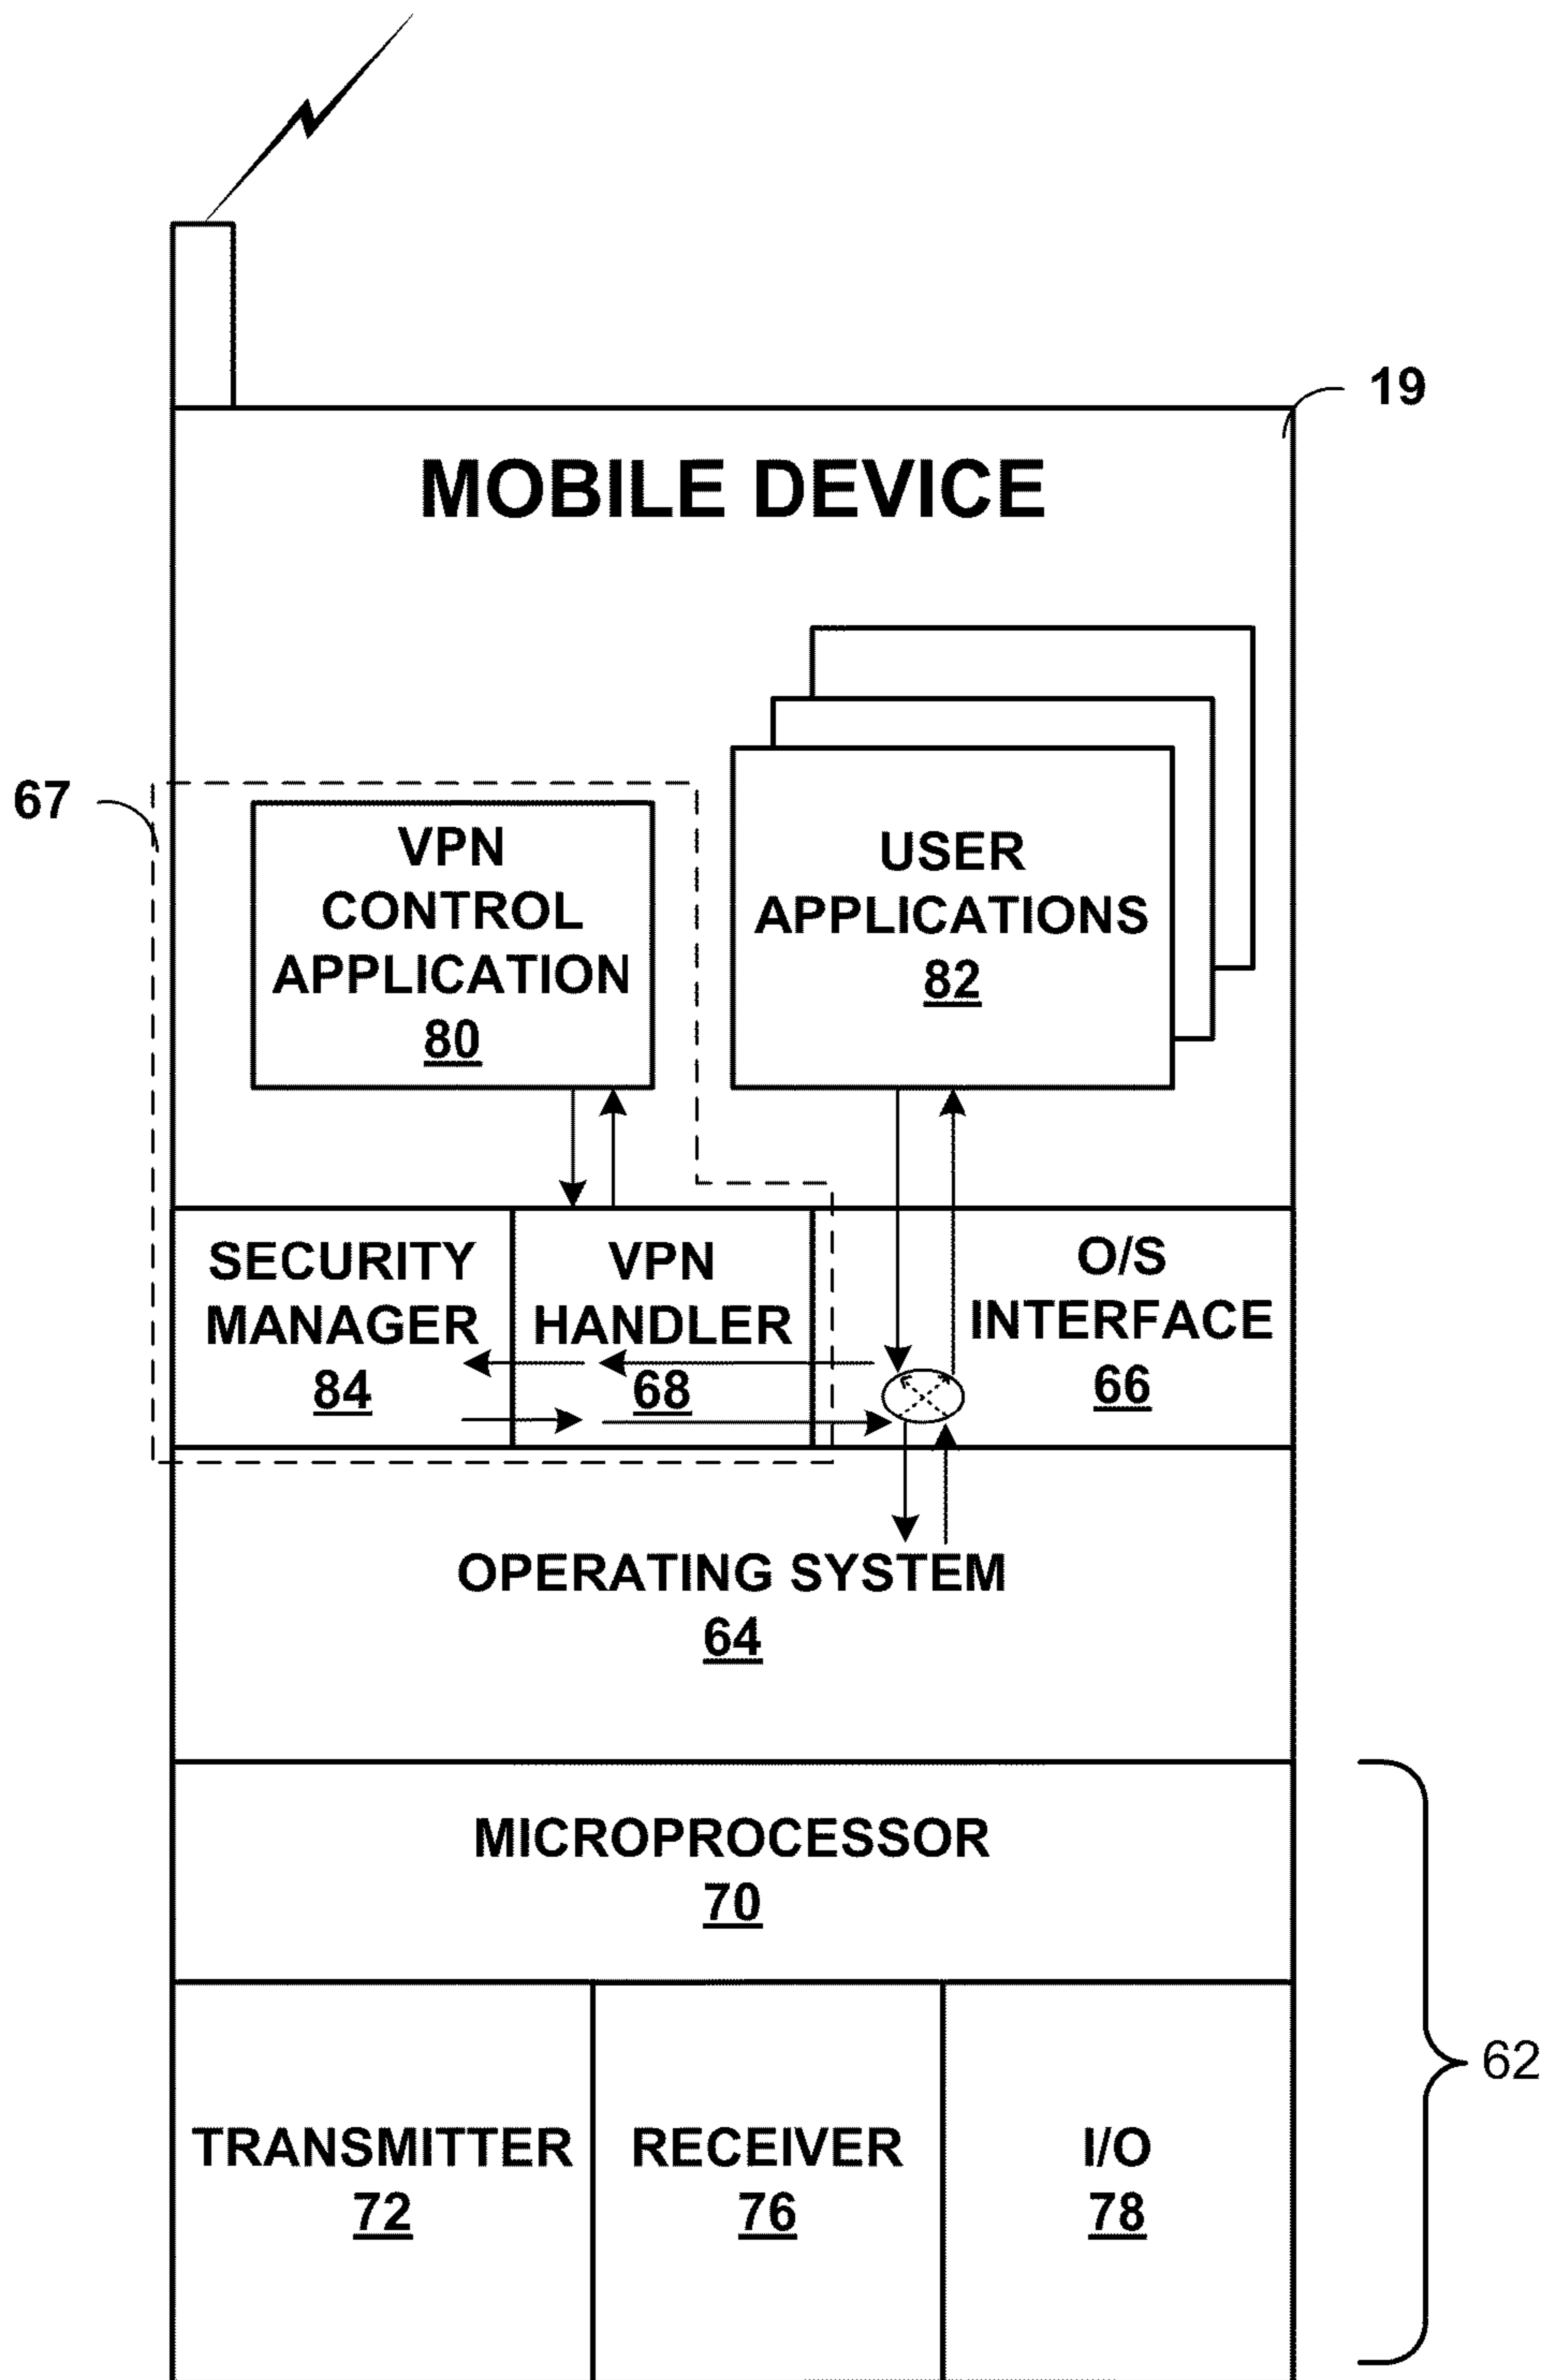 19
MOBILE DEVICE
67
VPN
CONTROL
APPLICATION
80
USER
APPLICATIONS
82
SECURITY
MANAGER
84
VPN
HANDLER
68
O/S
INTERFACE
66
OPERATING SYSTEM
64
MICROPROCESSOR
70
62
TRANSMITTER
72
RECEIVER
76
I/O
78